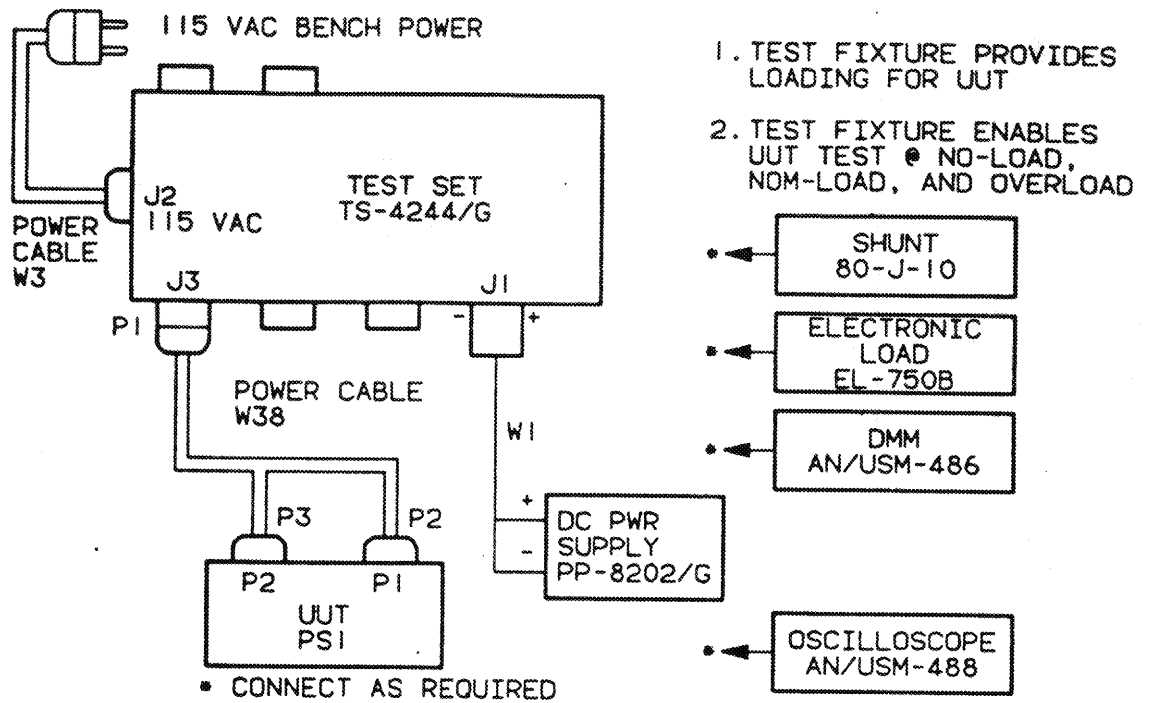 115 VAC BENCH POWER
1. TEST FIXTURE PROVIDES
LOADING FOR UUT
2. TEST FIXTURE ENABLES
UUT TEST @ NO-LOAD,
NOM-LOAD, AND OVERLOAD
J2
115 VAC
TEST SET
TS-4244/G
POWER
CABLE
W3
J3
J1
P1
- +
POWER CABLE
W38
W1
SHUNT
80-J-10
ELECTRONIC
LOAD
EL-750B
DMM
AN/USM-486
P3
P2
+
-
DC PWR
SUPPLY
PP-8202/G
P2
P1
UUT
PS1
OSCILLOSCOPE
AN/USM-488
* CONNECT AS REQUIRED